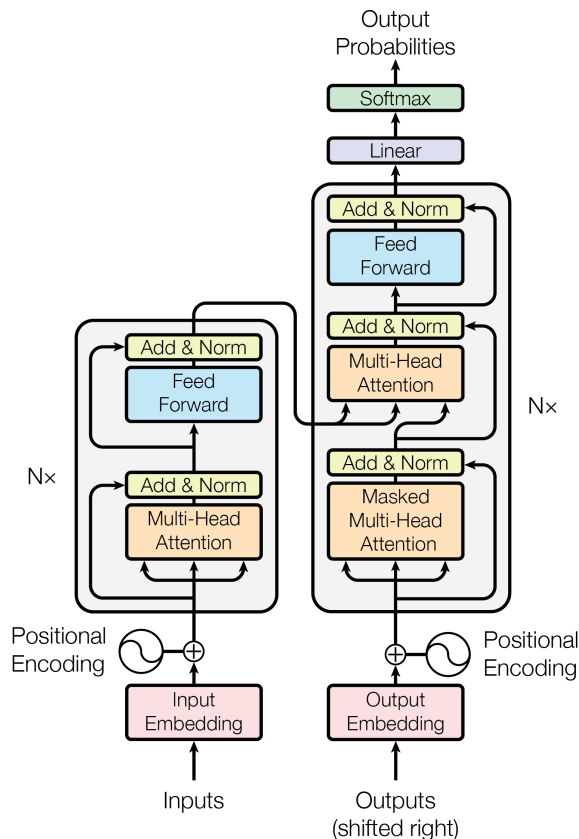 Output
Probabilities
Softmax
Linear
Add & Norm
Feed
Forward
Add & Norm
Multi-Head
Attention
Add & Norm
Masked
Multi-Head
Attention
N×
Add & Norm
Feed
Forward
Add & Norm
Multi-Head
Attention
N×
Positional
Encoding
Positional
Encoding
Input
Embedding
Output
Embedding
Inputs
Outputs
(shifted right)